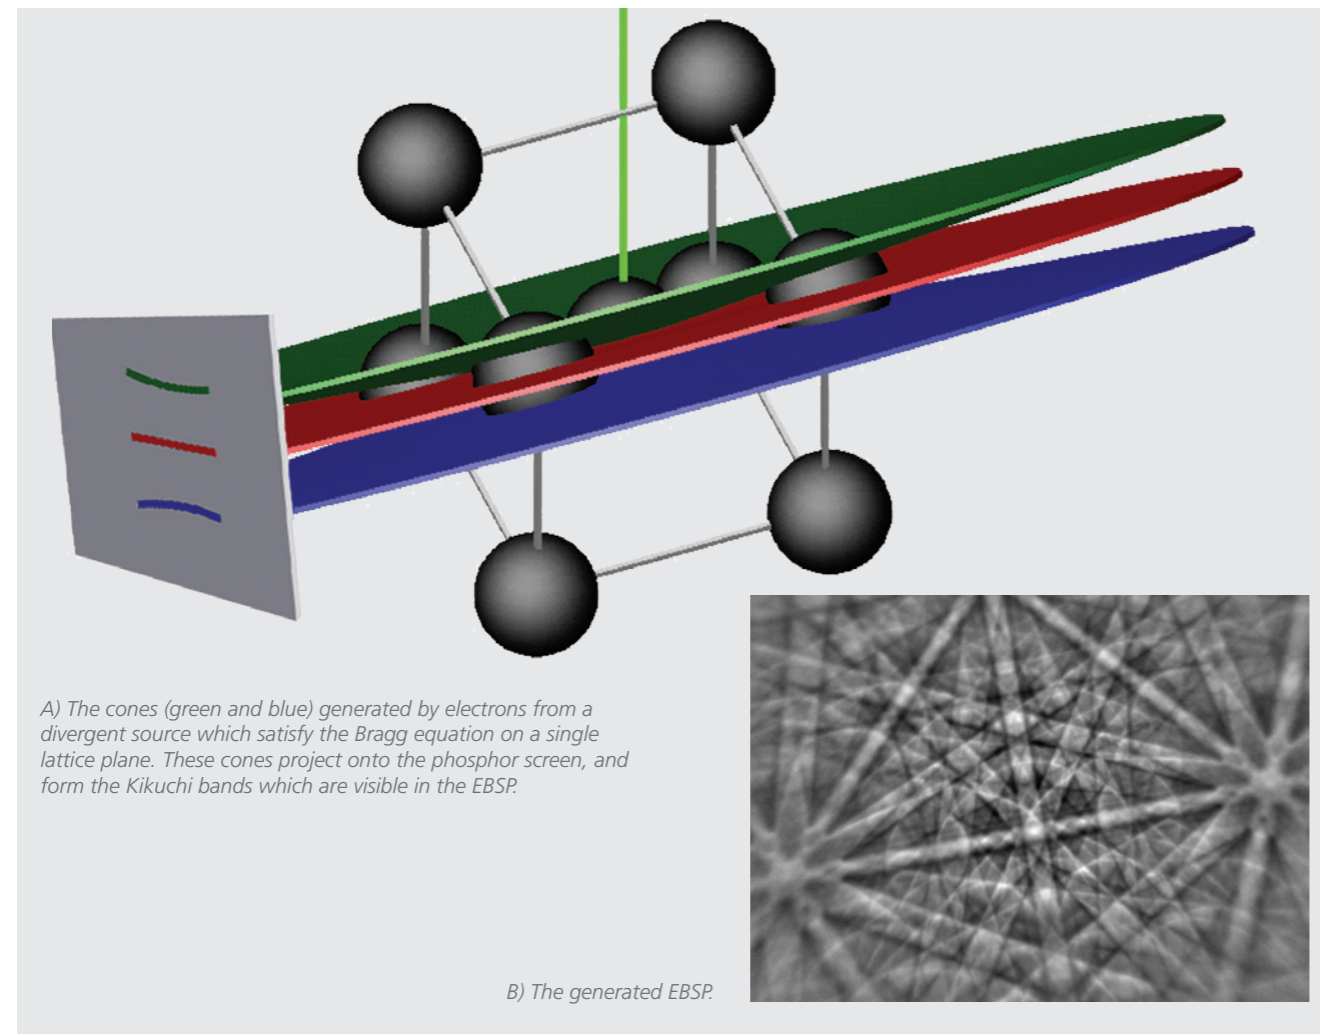 A) The cones (green and blue) generated by electrons from a
divergent source which satisfy the Bragg equation on a single
lattice plane. These cones project onto the phosphor screen, and
form the Kikuchi bands which are visible in the EBSP.
B) The generated EBSP.